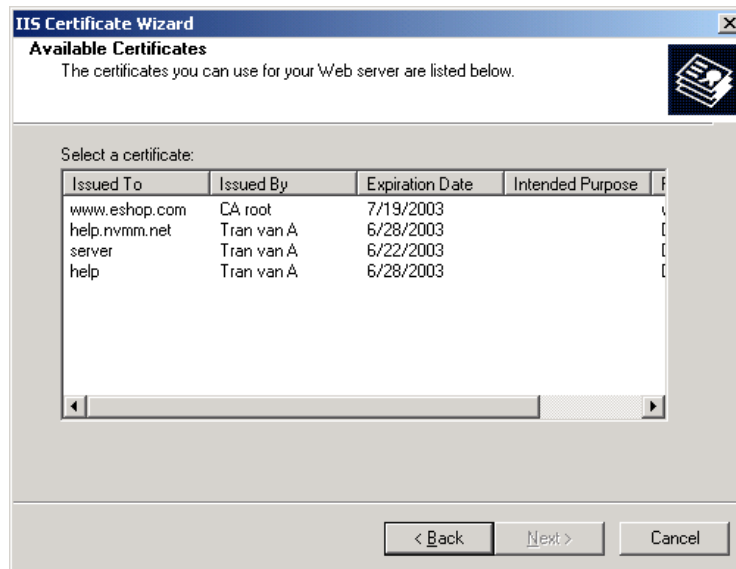 IIS Certificate Wizard
Available Certificates
The certificates you can use for your Web server are listed below.
Select a certificate:
Issued To Issued By Expiration Date Intended Purpose
www.eshop.com CA root 7/19/2003
help.nvmm.net Tran van A 6/28/2003
server Tran van A 6/22/2003
help Tran van A 6/28/2003
< Back Next > Cancel